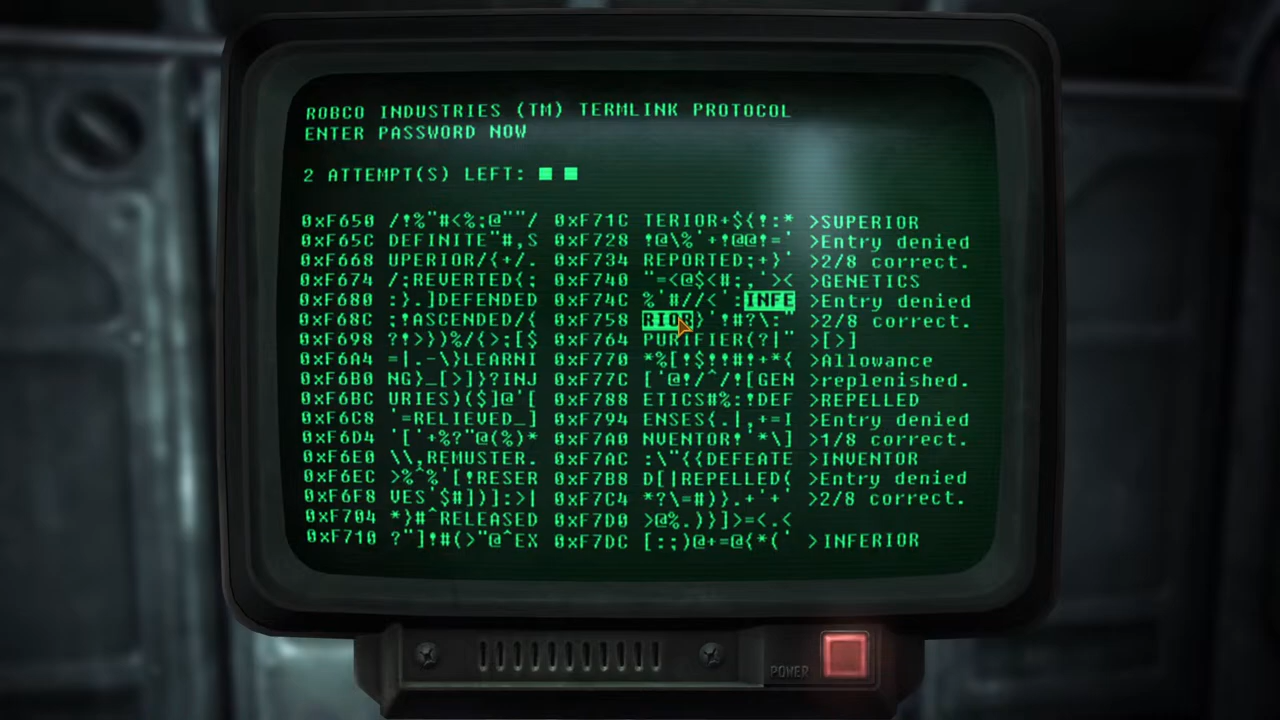 ROBCO INDUSTRIES (TM) TERMLINK PROTOCOL
ENTER PASSWORD NOW
2 ATTEMPT(S) LEFT: ■ ■
0xF650 /!%"#<%;@""/ 0xF71C TERIOR+${!:* >SUPERIOR
0xF65C DEFINITE"#,S 0xF728 !@\%'+!@@!=' >Entry denied
0xF668 UPERIOR/{+/. 0xF734 REPORTED;+}' >2/8 correct.
0xF674 /;REVERTED{: 0xF740 "=<@$<#:,'>< >GENETICS
0xF680 :}.]DEFENDED 0xF74C %'#//<':INFE >Entry denied
0xF68C ;!ASCENDED/{ 0xF758 RIOR}'!#?\:" >2/8 correct.
0xF698 ??!>})%/{>;[$ 0xF764 PURIFIER(?|" >[>]
0xF6A4 =|.-\}LEARNI 0xF770 *%[!$!!#!+*{ >Allowance
0xF6B0 NG}_[>]}?INJ 0xF77C ['@!/^/![GEN >replenished.
0xF6BC URIES)($]@'[ 0xF788 ETICS#%:!DEF >REPELLED
0xF6C8 '=RELIEVED_] 0xF794 ENSES{.|,+=I >Entry denied
0xF6D4 '['+%?"@(%)* 0xF7A0 NVENTOR!'*\] >1/8 correct.
0xF6E0 \\,REMUSTER. 0xF7AC :\"{{DEFEATE >INVENTOR
0xF6EC >%^%'[!RESER 0xF7B8 D[|REPELLED( >Entry denied
0xF6F8 VES'$#])]:>| 0xF7C4 *?\=#)}.+'+' >2/8 correct.
0xF704 *}#^RELEASED 0xF7D0 >@%.)}]>=<.<
0xF710 ?"]!#(>"@^EX 0xF7DC [:;)@+=@{*(' >INFERIOR
POWER